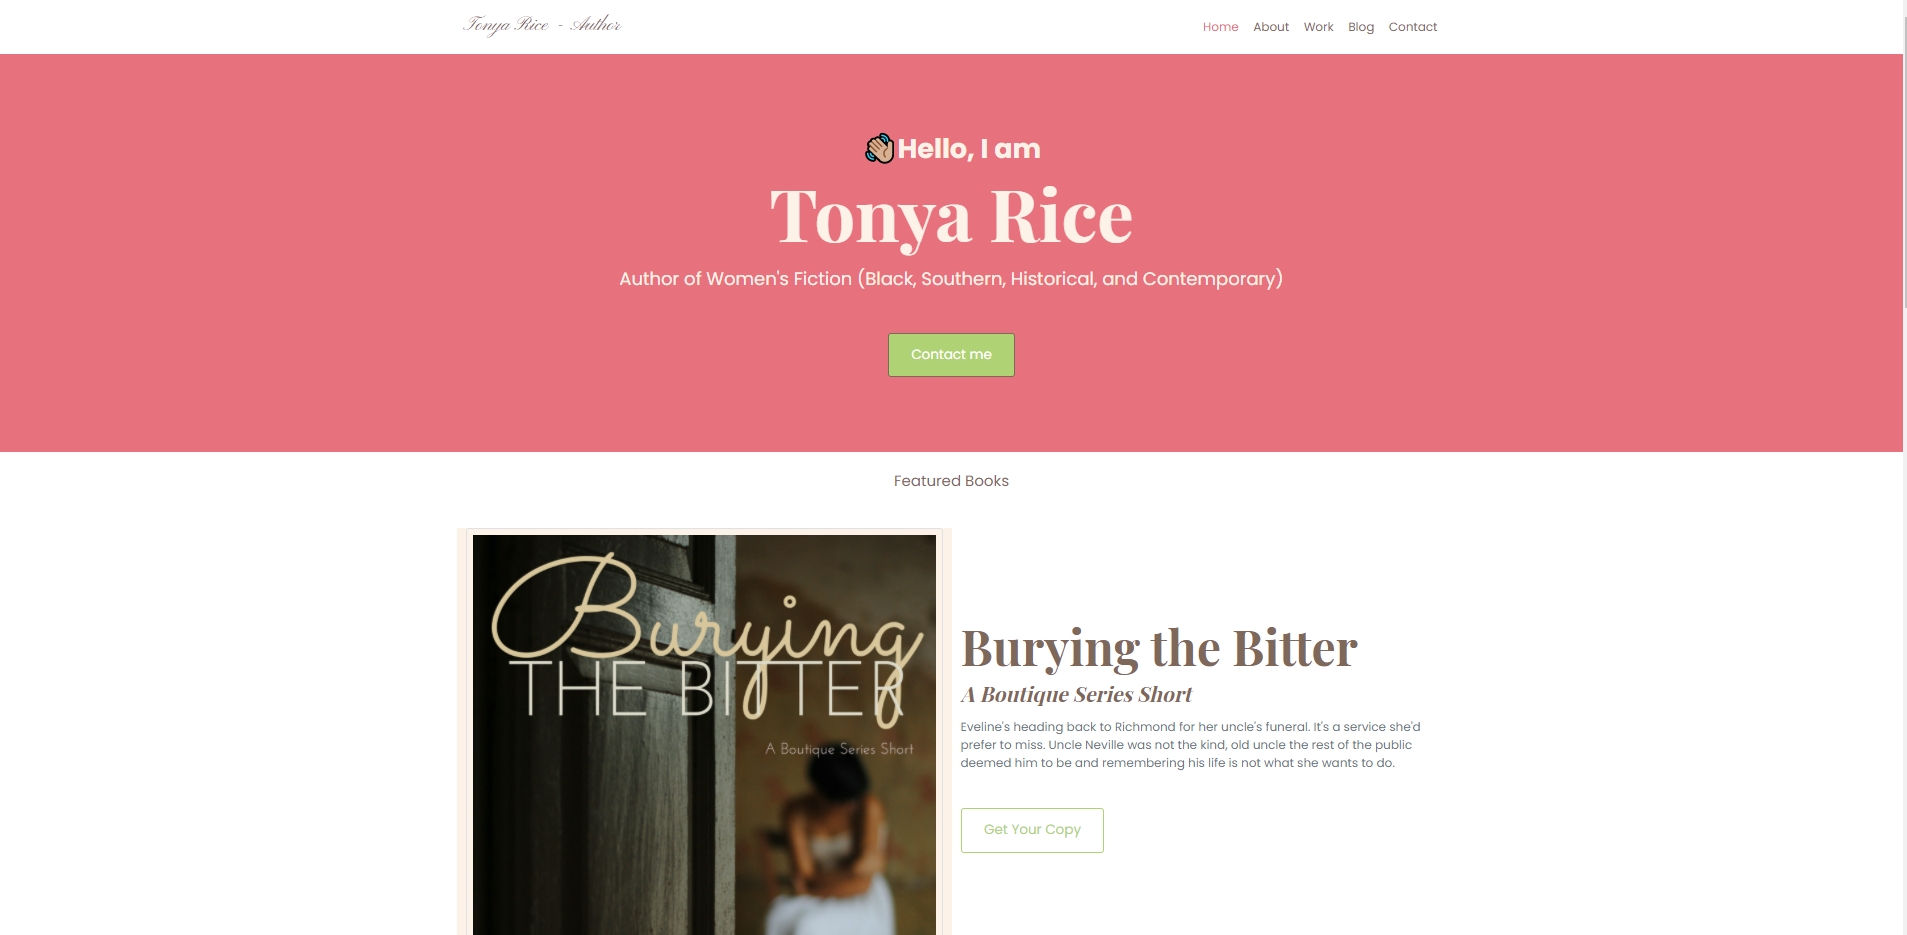 Tonya Rice - Author
Home About Work Blog Contact
Hello, I am
Tonya Rice
Author of Women's Fiction (Black, Southern, Historical, and Contemporary)
Contact me
Featured Books
Burying
THE BITTER
A Boutique Series Short
Burying the Bitter
A Boutique Series Short
Eveline's heading back to Richmond for her uncle's funeral. It's a service she'd
prefer to miss. Uncle Neville was not the kind, old uncle the rest of the public
deemed him to be and remembering his life is not what she wants to do.
Get Your Copy